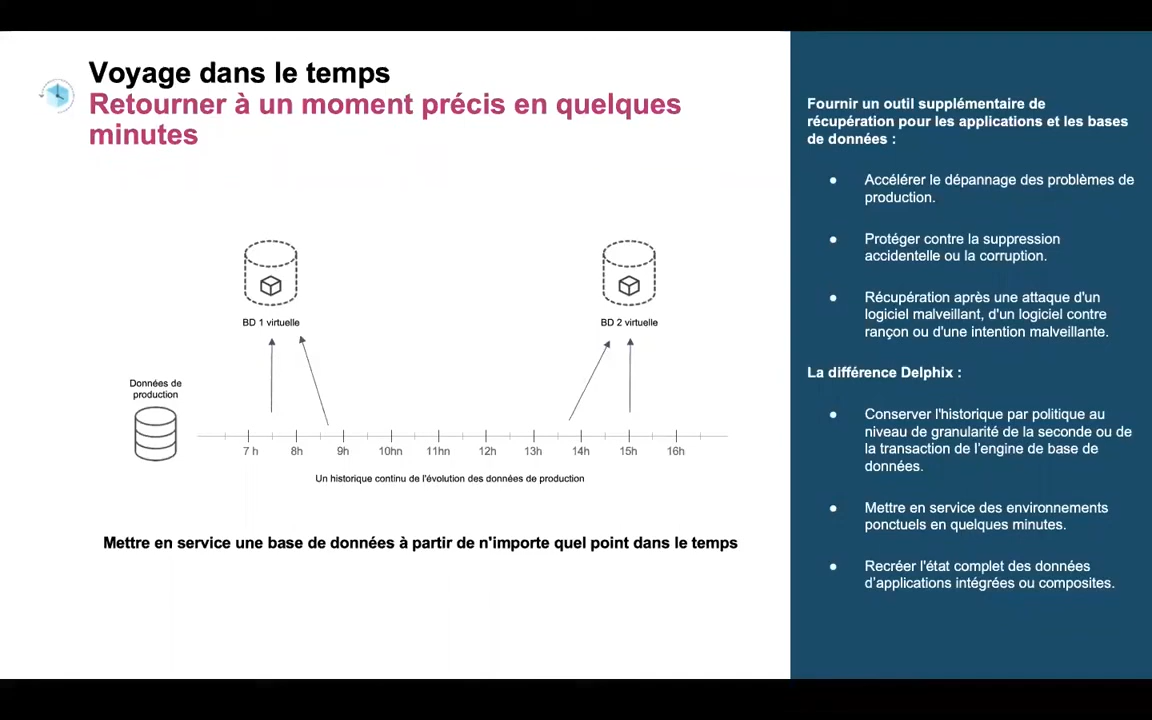 Voyage dans le temps
Retourner à un moment précis en quelques
minutes
BD 1 virtuelle
BD 2 virtuelle
Données de
production
7 h
8h
9h
10hn
11hn
12h
13h
14h
15h
16h
Un historique continu de l'évolution des données de production
Mettre en service une base de données à partir de n'importe quel point dans le temps
Fournir un outil supplémentaire de
récupération pour les applications et les bases
de données :
● Accélérer le dépannage des problèmes de
production.
● Protéger contre la suppression
accidentelle ou la corruption.
● Récupération après une attaque d'un
logiciel malveillant, d'un logiciel contre
rançon ou d'une intention malveillante.
La différence Delphix :
● Conserver l'historique par politique au
niveau de granularité de la seconde ou de
la transaction de l'engine de base de
données.
● Mettre en service des environnements
ponctuels en quelques minutes.
● Recréer l'état complet des données
d'applications intégrées ou composites.